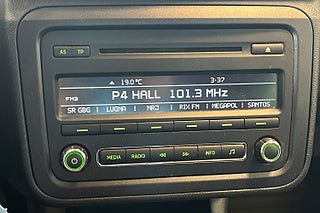 AS TP
19.0°C 3:37
P4 HALL 101.3 MHz
FM3
SR GBG | LUGNA | NRJ | RIX FM | MEGAPOL | SANTOS
MEDIA RADIO INFO